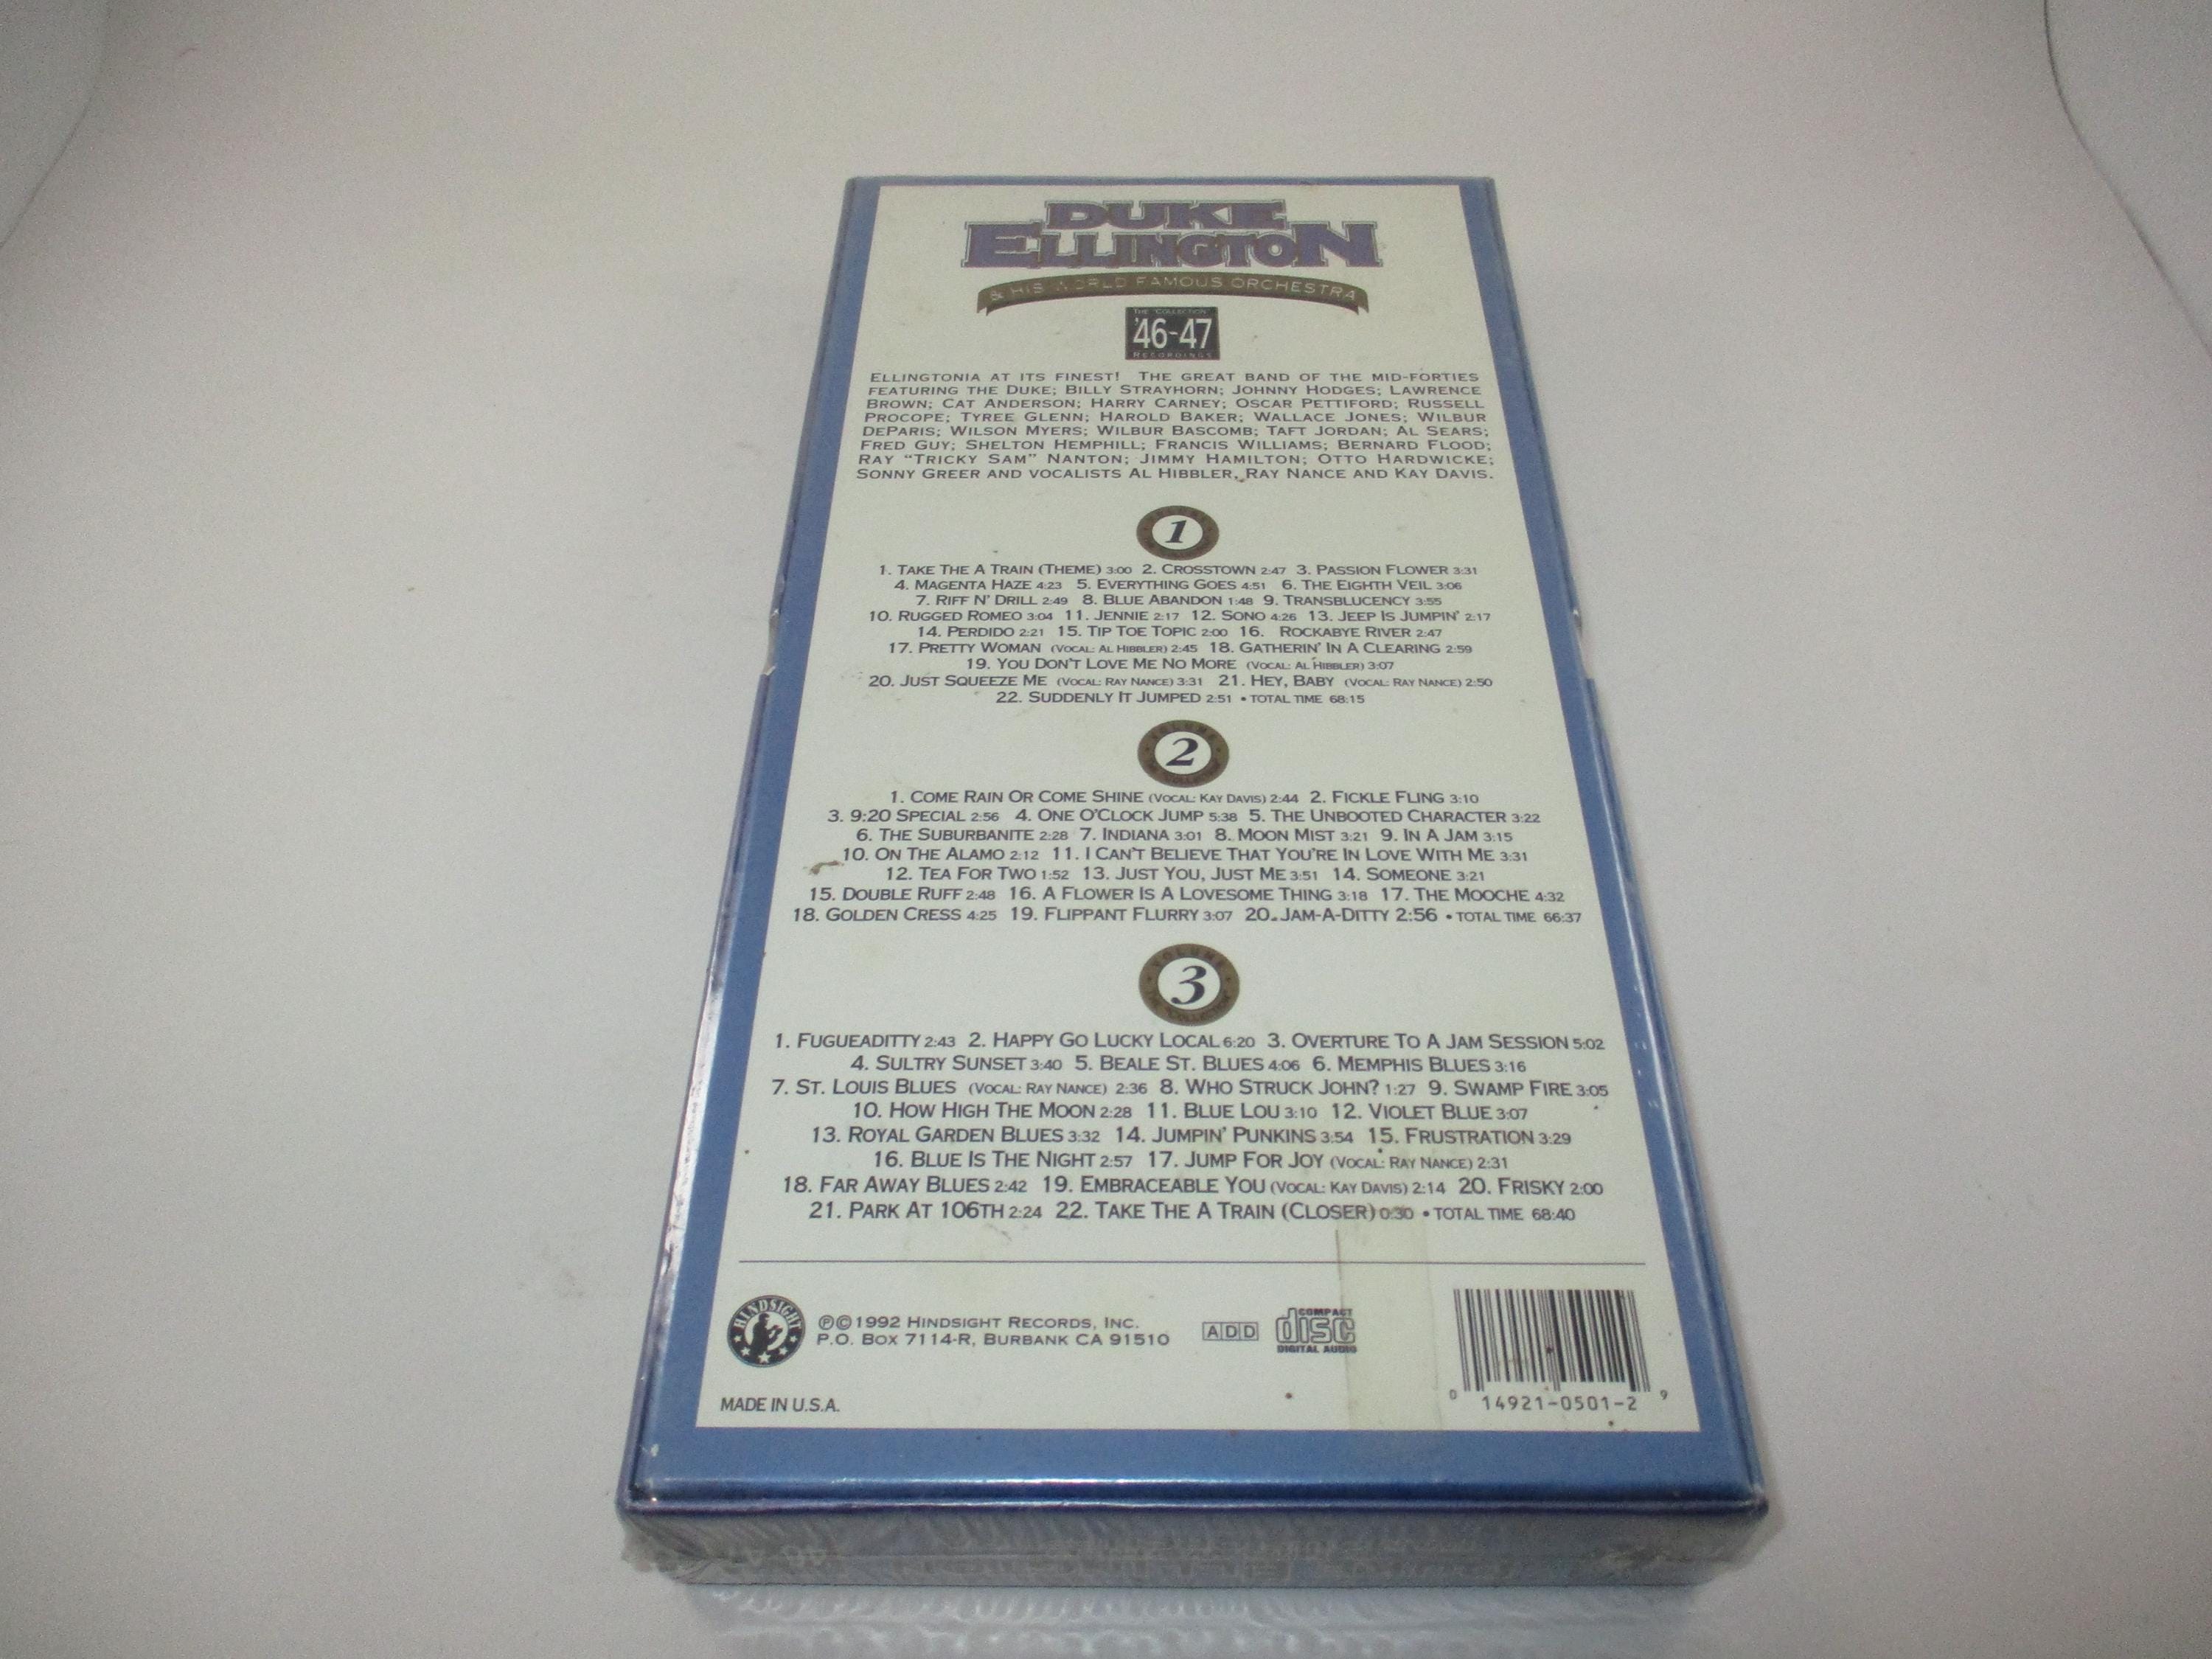 DUKE
ELLINGTON
& HIS WORLD FAMOUS ORCHESTRA
THE "COLLECTION"
'46-47
RECORDINGS
ELLINGTONIA AT ITS FINEST! THE GREAT BAND OF THE MID-FORTIES
FEATURING THE DUKE; BILLY STRAYHORN; JOHNNY HODGES; LAWRENCE
BROWN; CAT ANDERSON; HARRY CARNEY; OSCAR PETTIFORD; RUSSELL
PROCOPE; TYREE GLENN; HAROLD BAKER; WALLACE JONES; WILBUR
DEPARIS; WILSON MYERS; WILBUR BASCOMB; TAFT JORDAN; AL SEARS;
FRED GUY; SHELTON HEMPHILL; FRANCIS WILLIAMS; BERNARD FLOOD;
RAY "TRICKY SAM" NANTON; JIMMY HAMILTON; OTTO HARDWICKE;
SONNY GREER AND VOCALISTS AL HIBBLER, RAY NANCE AND KAY DAVIS.
1
1. TAKE THE A TRAIN (THEME) 3:00 2. CROSSTOWN 2:47 3. PASSION FLOWER 3:31
4. MAGENTA HAZE 4:23 5. EVERYTHING GOES 4:51 6. THE EIGHTH VEIL 3:06
7. RIFF N' DRILL 2:49 8. BLUE ABANDON 1:48 9. TRANSBLUCENCY 3:55
10. RUGGED ROMEO 3:04 11. JENNIE 2:17 12. SONO 4:26 13. JEEP IS JUMPIN' 2:17
14. PERDIDO 2:21 15. TIP TOE TOPIC 2:00 16. ROCKABYE RIVER 2:47
17. PRETTY WOMAN (VOCAL: AL HIBBLER) 2:45 18. GATHERIN' IN A CLEARING 2:59
19. YOU DON'T LOVE ME NO MORE (VOCAL: AL HIBBLER) 3:07
20. JUST SQUEEZE ME (VOCAL: RAY NANCE) 3:31 21. HEY, BABY (VOCAL: RAY NANCE) 2:50
22. SUDDENLY IT JUMPED 2:51 • TOTAL TIME 68:15
2
1. COME RAIN OR COME SHINE (VOCAL: KAY DAVIS) 2:44 2. FICKLE FLING 3:10
3. 9:20 SPECIAL 2:56 4. ONE O'CLOCK JUMP 5:38 5. THE UNBOOTED CHARACTER 3:22
6. THE SUBURBANITE 2:28 7. INDIANA 3:01 8. MOON MIST 3:21 9. IN A JAM 3:15
10. ON THE ALAMO 2:12 11. I CAN'T BELIEVE THAT YOU'RE IN LOVE WITH ME 3:31
12. TEA FOR TWO 1:52 13. JUST YOU, JUST ME 3:51 14. SOMEONE 3:21
15. DOUBLE RUFF 2:48 16. A FLOWER IS A LOVESOME THING 3:18 17. THE MOOCHE 4:32
18. GOLDEN CRESS 4:25 19. FLIPPANT FLURRY 3:07 20. JAM-A-DITTY 2:56 • TOTAL TIME 66:37
VOLUME
3
1. FUGUEADITTY 2:43 2. HAPPY GO LUCKY LOCAL 6:20 3. OVERTURE TO A JAM SESSION 5:02
4. SULTRY SUNSET 3:40 5. BEALE ST. BLUES 4:06 6. MEMPHIS BLUES 3:16
7. ST. LOUIS BLUES (VOCAL: RAY NANCE) 2:36 8. WHO STRUCK JOHN? 1:27 9. SWAMP FIRE 3:05
10. HOW HIGH THE MOON 2:28 11. BLUE LOU 3:10 12. VIOLET BLUE 3:07
13. ROYAL GARDEN BLUES 3:32 14. JUMPIN' PUNKINS 3:54 15. FRUSTRATION 3:29
16. BLUE IS THE NIGHT 2:57 17. JUMP FOR JOY (VOCAL: RAY NANCE) 2:31
18. FAR AWAY BLUES 2:42 19. EMBRACEABLE YOU (VOCAL: KAY DAVIS) 2:14 20. FRISKY 2:00
21. PARK AT 106TH 2:24 22. TAKE THE A TRAIN (CLOSER) 0:30 • TOTAL TIME 68:40
HINDSIGHT
℗©1992 HINDSIGHT RECORDS, INC.
P.O. BOX 7114-R, BURBANK CA 91510
ADD
COMPACT
disc
DIGITAL AUDIO
0 14921-0501-2 9
MADE IN U.S.A.